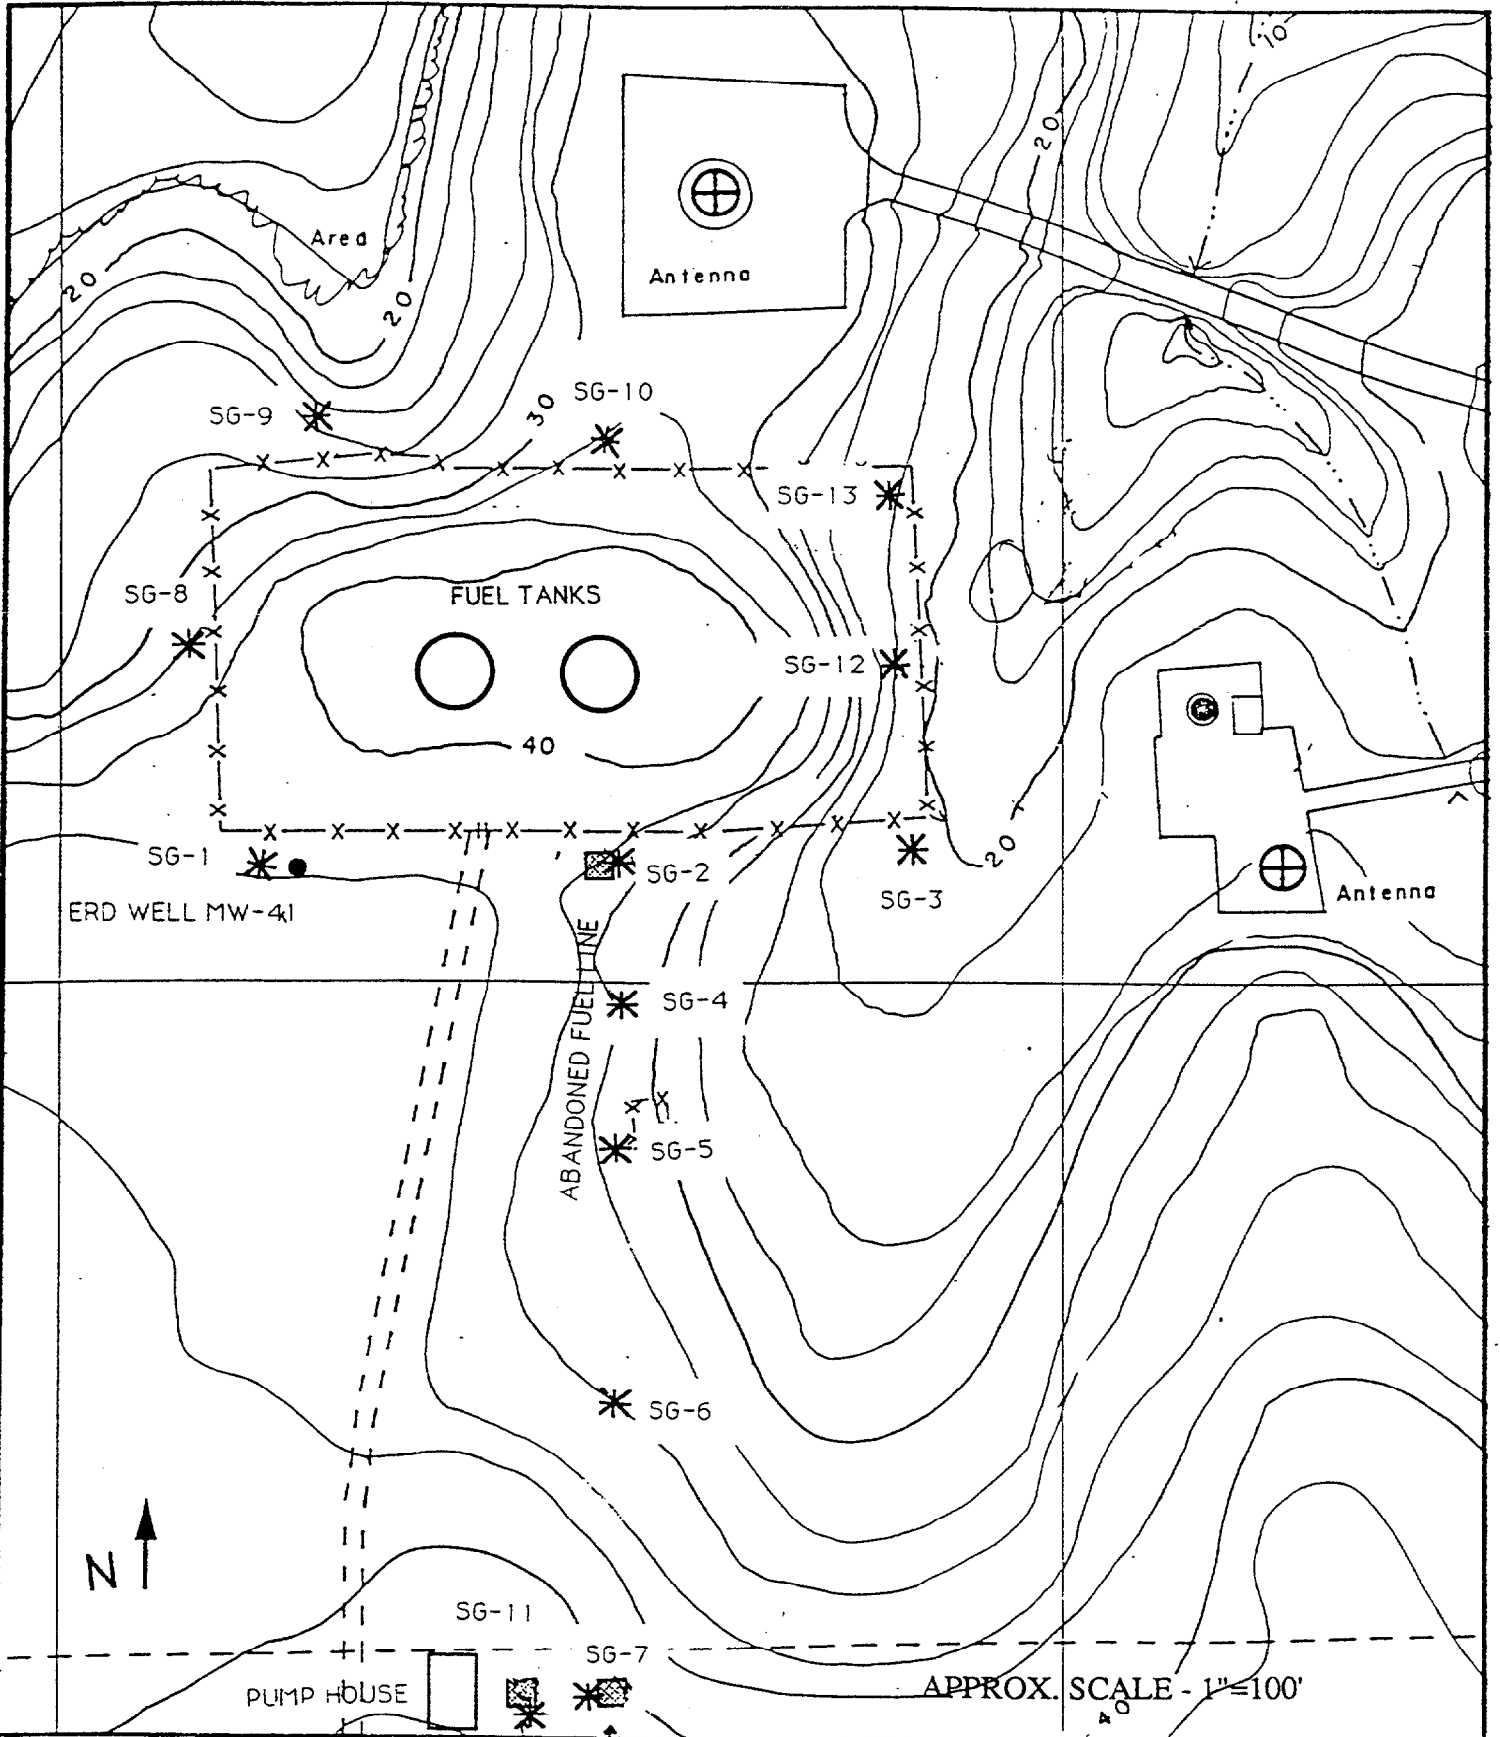 10
20
Area
20
20
Antenna
SG-9
30
SG-10
SG-13
SG-8
FUEL TANKS
SG-12
40
SG-1
SG-2
20
SG-3
Antenna
ERD WELL MW-41
ABANDONED FUEL LINE
SG-4
SG-5
SG-6
N
SG-11
SG-7
PUMP HOUSE
APPROX. SCALE - 1"=100'
40